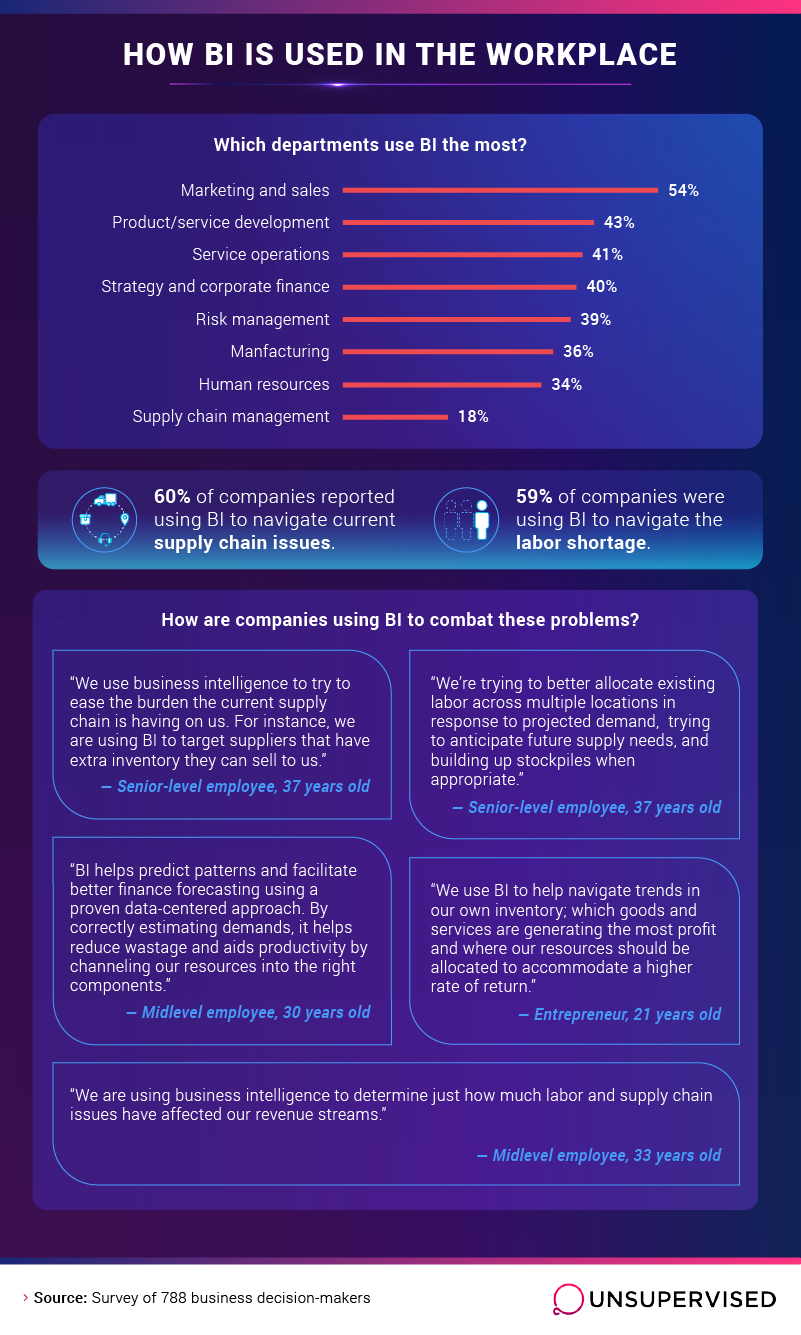 HOW BI IS USED IN THE WORKPLACE
Which departments use BI the most?
Marketing and sales 54%
Product/service development 43%
Service operations 41%
Strategy and corporate finance 40%
Risk management 39%
Manfacturing 36%
Human resources 34%
Supply chain management 18%
60% of companies reported
using BI to navigate current
supply chain issues.
59% of companies were
using BI to navigate the
labor shortage.
How are companies using BI to combat these problems?
“We use business intelligence to try to
ease the burden the current supply
chain is having on us. For instance, we
are using BI to target suppliers that have
extra inventory they can sell to us.”
– Senior-level employee, 37 years old
“We’re trying to better allocate existing
labor across multiple locations in
response to projected demand, trying
to anticipate future supply needs, and
building up stockpiles when
appropriate.”
– Senior-level employee, 37 years old
“BI helps predict patterns and facilitate
better finance forecasting using a
proven data-centered approach. By
correctly estimating demands, it helps
reduce wastage and aids productivity by
channeling our resources into the right
components.”
– Midlevel employee, 30 years old
“We use BI to help navigate trends in
our own inventory; which goods and
services are generating the most profit
and where our resources should be
allocated to accommodate a higher
rate of return.”
– Entrepreneur, 21 years old
“We are using business intelligence to determine just how much labor and supply chain
issues have affected our revenue streams.”
– Midlevel employee, 33 years old
› Source: Survey of 788 business decision-makers
UNSUPERVISED